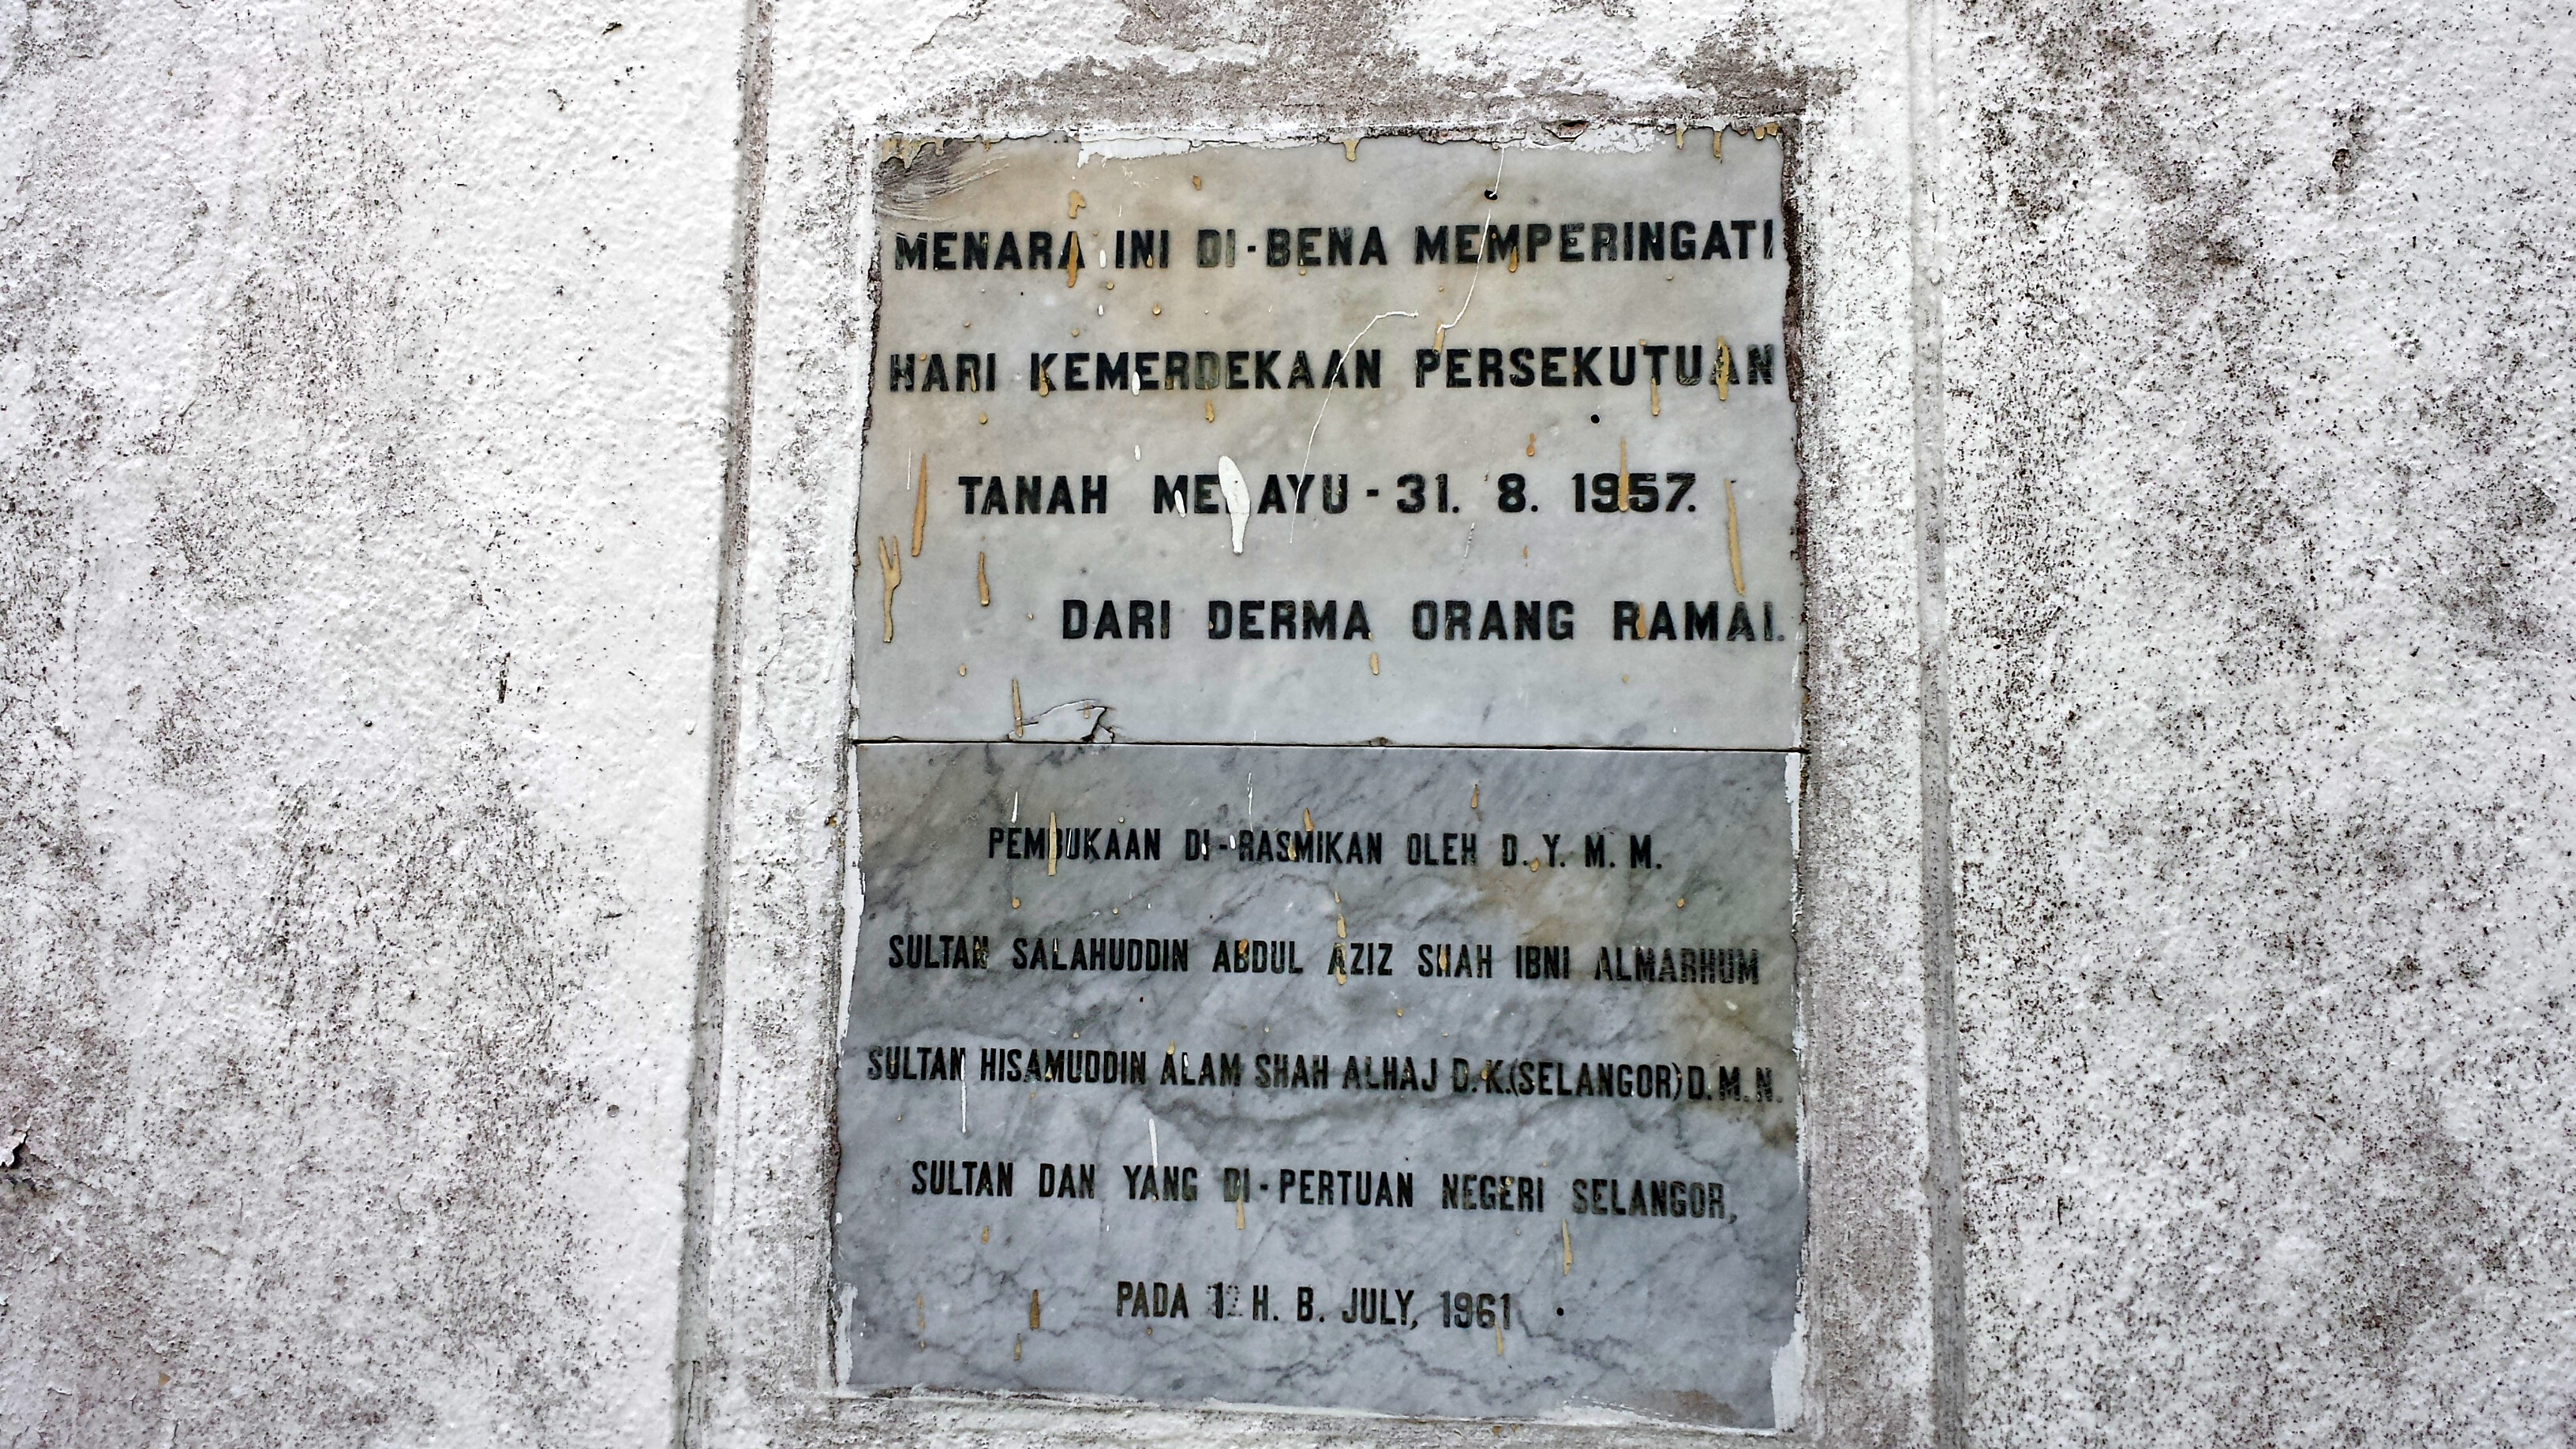 MENARA INI DI-BENA MEMPERINGATI
HARI KEMERDEKAAN PERSEKUTUAN
TANAH MELAYU - 31. 8. 1957.
DARI DERMA ORANG RAMAI.
PEMBUKAAN DI-RASMIKAN OLEH D. Y. M. M.
SULTAN SALAHUDDIN ABDUL AZIZ SHAH IBNI ALMARHUM
SULTAN HISAMUDDIN ALAM SHAH ALHAJ D. K.(SELANGOR) D. M. N.
SULTAN DAN YANG DI-PERTUAN NEGERI SELANGOR,
PADA H. B. JULY, 1961